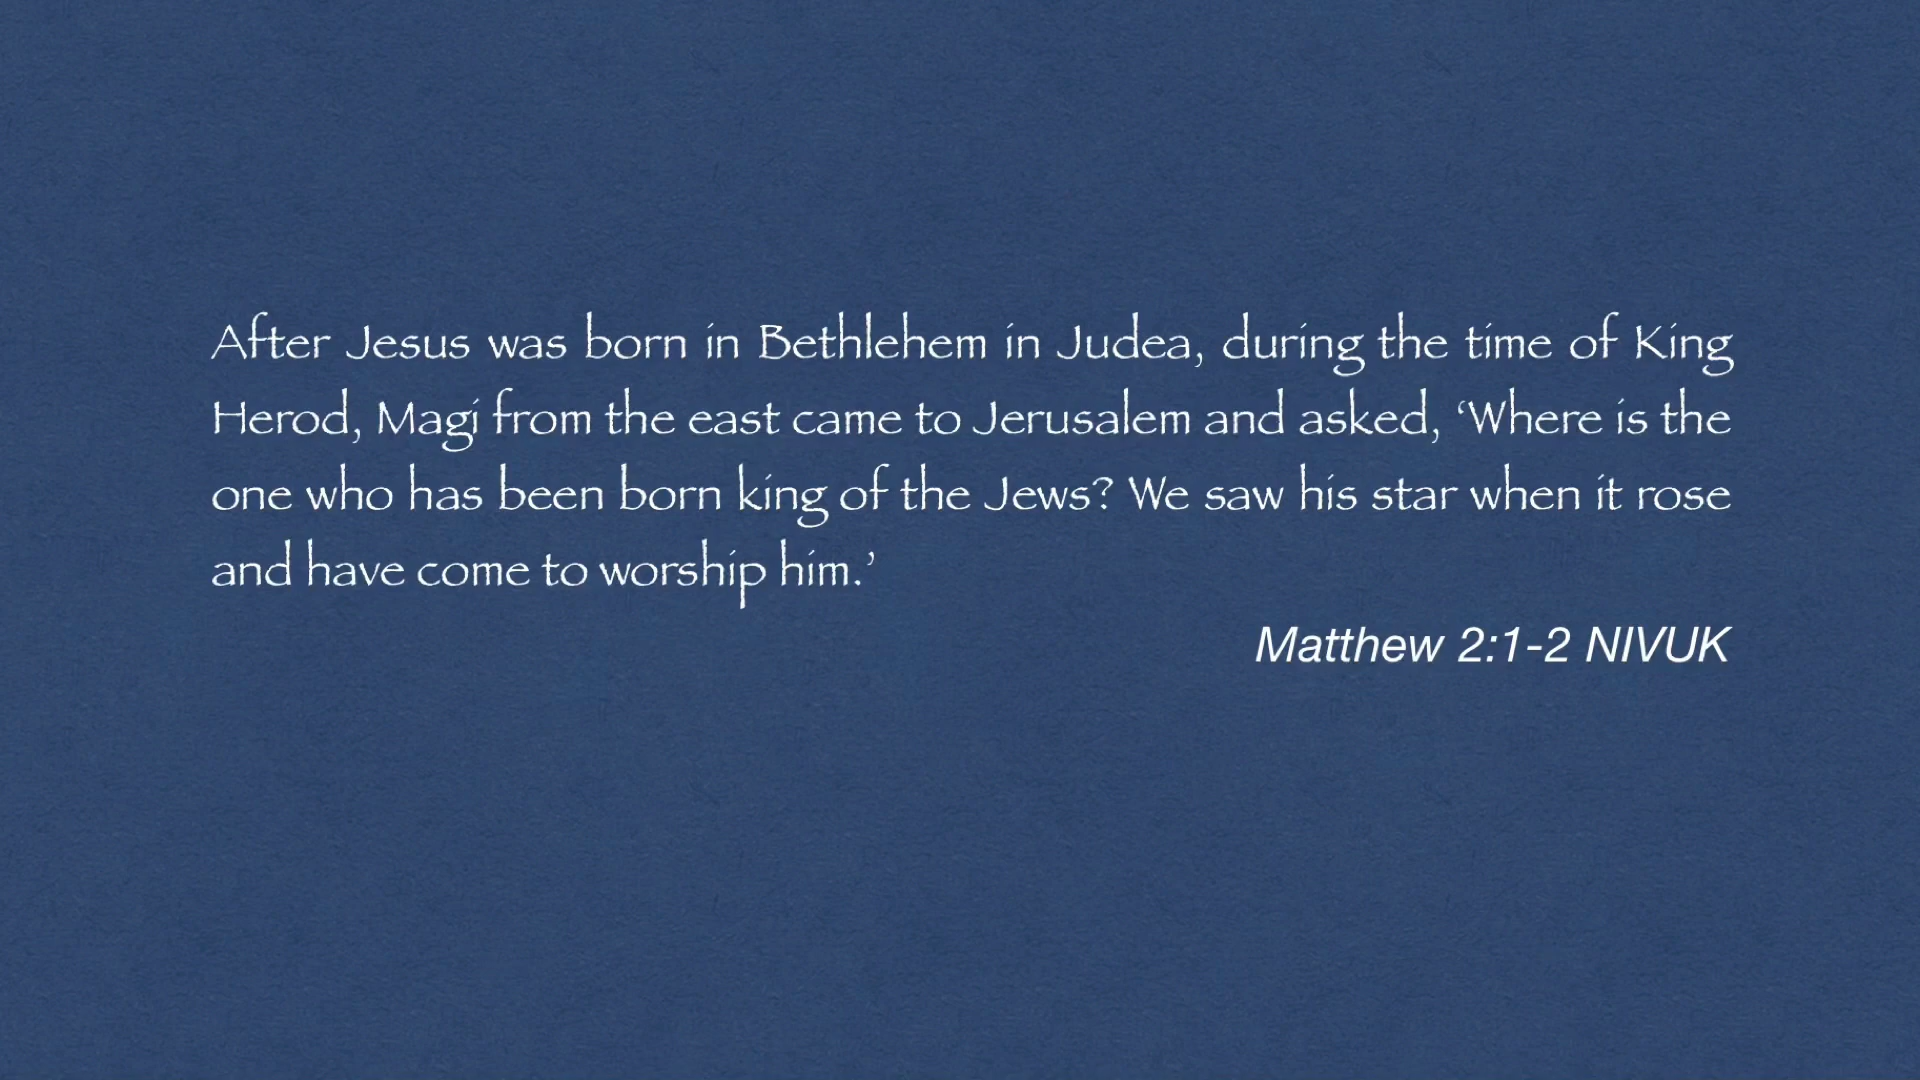 After Jesus was born in Bethlehem in Judea, during the time of King
Herod, Magi from the east came to Jerusalem and asked, ‘Where is the
one who has been born king of the Jews? We saw his star when it rose
and have come to worship him.’
Matthew 2:1-2 NIVUK